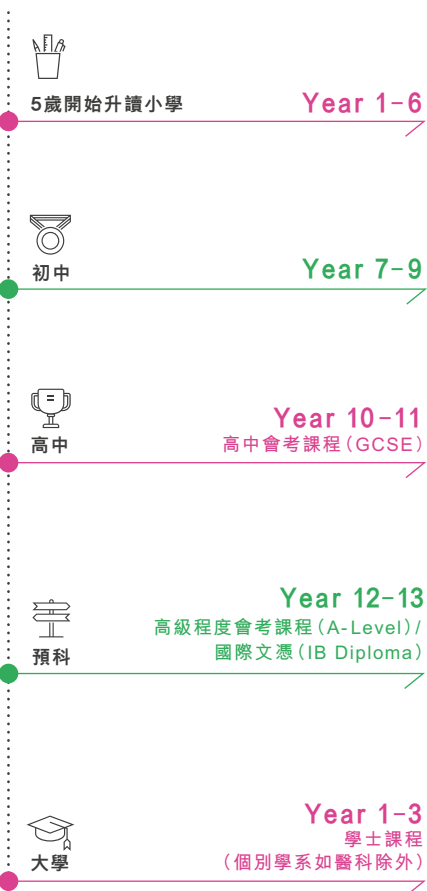 5歲開始升讀小學
Year 1-6
初中
Year 7-9
高中
Year 10-11
高中會考課程(GCSE)
預科
Year 12-13
高級程度會考課程(A-Level)/
國際文憑(IB Diploma)
大學
Year 1-3
學士課程
(個別學系如醫科除外)